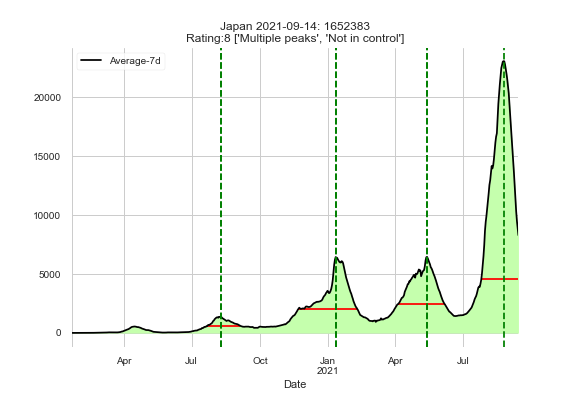 Japan 2021-09-14: 1652383
Rating:8 ['Multiple peaks', 'Not in control']
Average-7d
20000
15000
10000
5000
0
Apr
Jul
Oct
Jan
2021
Apr
Jul
Date